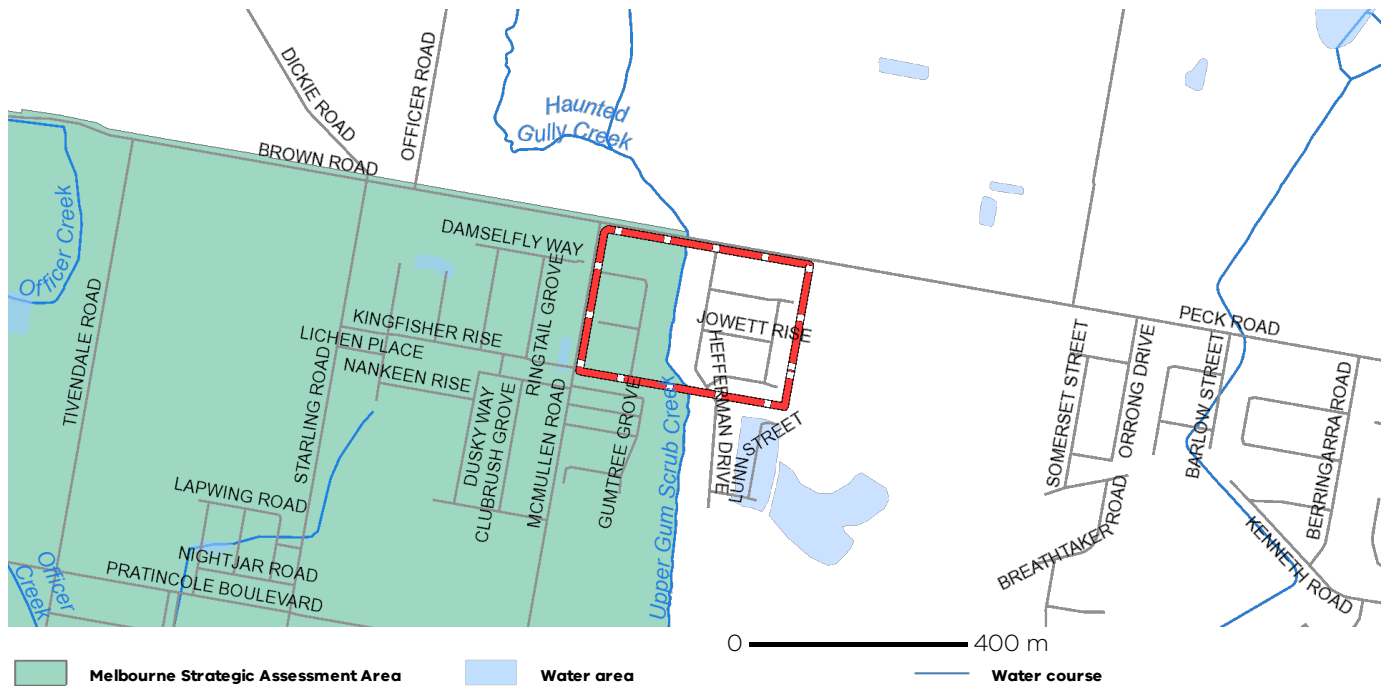 DICKIE ROAD
OFFICER ROAD
Haunted
Gully Creek
BROWN ROAD
Officer Creek
DAMSELFLY WAY
TIVENDALE ROAD
KINGFISHER RISE
LICHEN PLACE
NANKEEN RISE
RINGTAIL GROVE
JOWETT RISE
PECK ROAD
STARLING ROAD
DUSKY WAY
CLUBRUSH GROVE
MCMULLEN ROAD
GUMTREE GROVE
Upper Gum Scrub Creek
HEFFERMAN DRIVE
LUNN STREET
SOMERSET STREET
ORRONG DRIVE
BARLOW STREET
BERRINGARRA ROAD
LAPWING ROAD
NIGHTJAR ROAD
PRATINCOLE BOULEVARD
Officer
Creek
BREATHTAKER ROAD
KENNETH ROAD
0 400 m
Melbourne Strategic Assessment Area
Water area
Water course